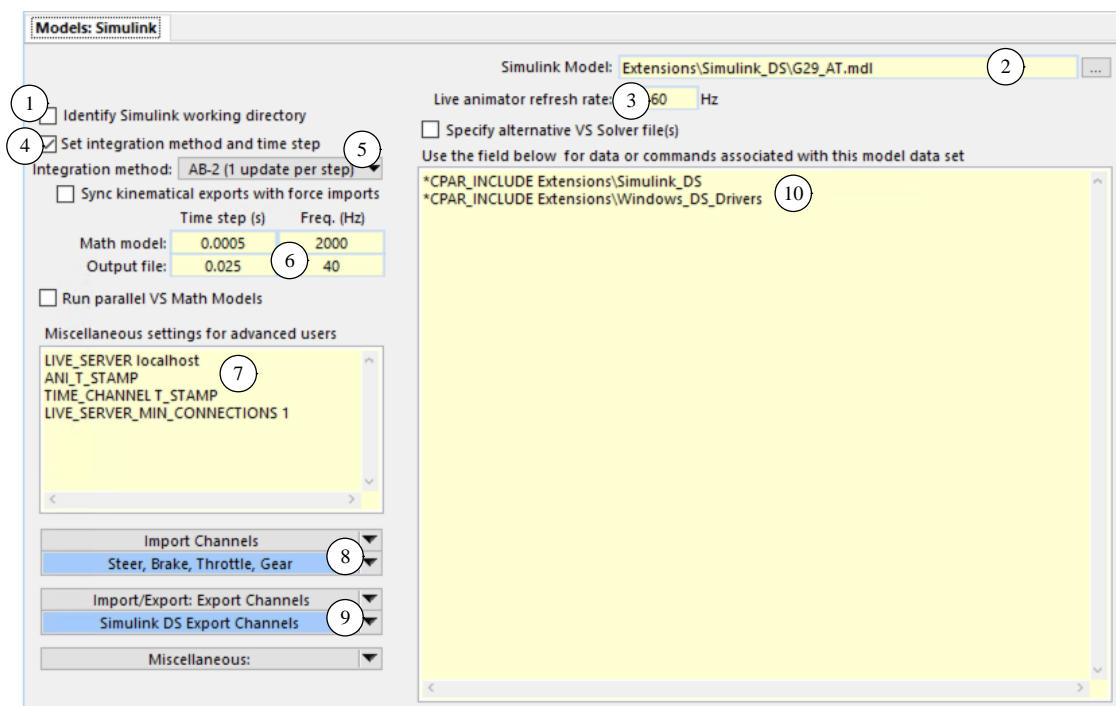 Models: Simulink
Simulink Model: Extensions\Simulink_DS\G29_AT.mdl 2 ...
Live animator refresh rate: 3 60 Hz
1
Identify Simulink working directory
Specify alternative VS Solver file(s)
4 Set integration method and time step 5
Use the field below for data or commands associated with this model data set
Integration method: AB-2 (1 update per step)
Sync kinematical exports with force imports
Time step (s) Freq. (Hz)
Math model: 0.0005 2000
Output file: 0.025 40
6
Run parallel VS Math Models
Miscellaneous settings for advanced users
LIVE_SERVER localhost
ANI_T_STAMP
TIME_CHANNEL T_STAMP
LIVE_SERVER_MIN_CONNECTIONS 1
7
Import Channels
Steer, Brake, Throttle, Gear
8
Import/Export: Export Channels
Simulink DS Export Channels
9
Miscellaneous:
*CPAR_INCLUDE Extensions\Simulink_DS
*CPAR_INCLUDE Extensions\Windows_DS_Drivers
10